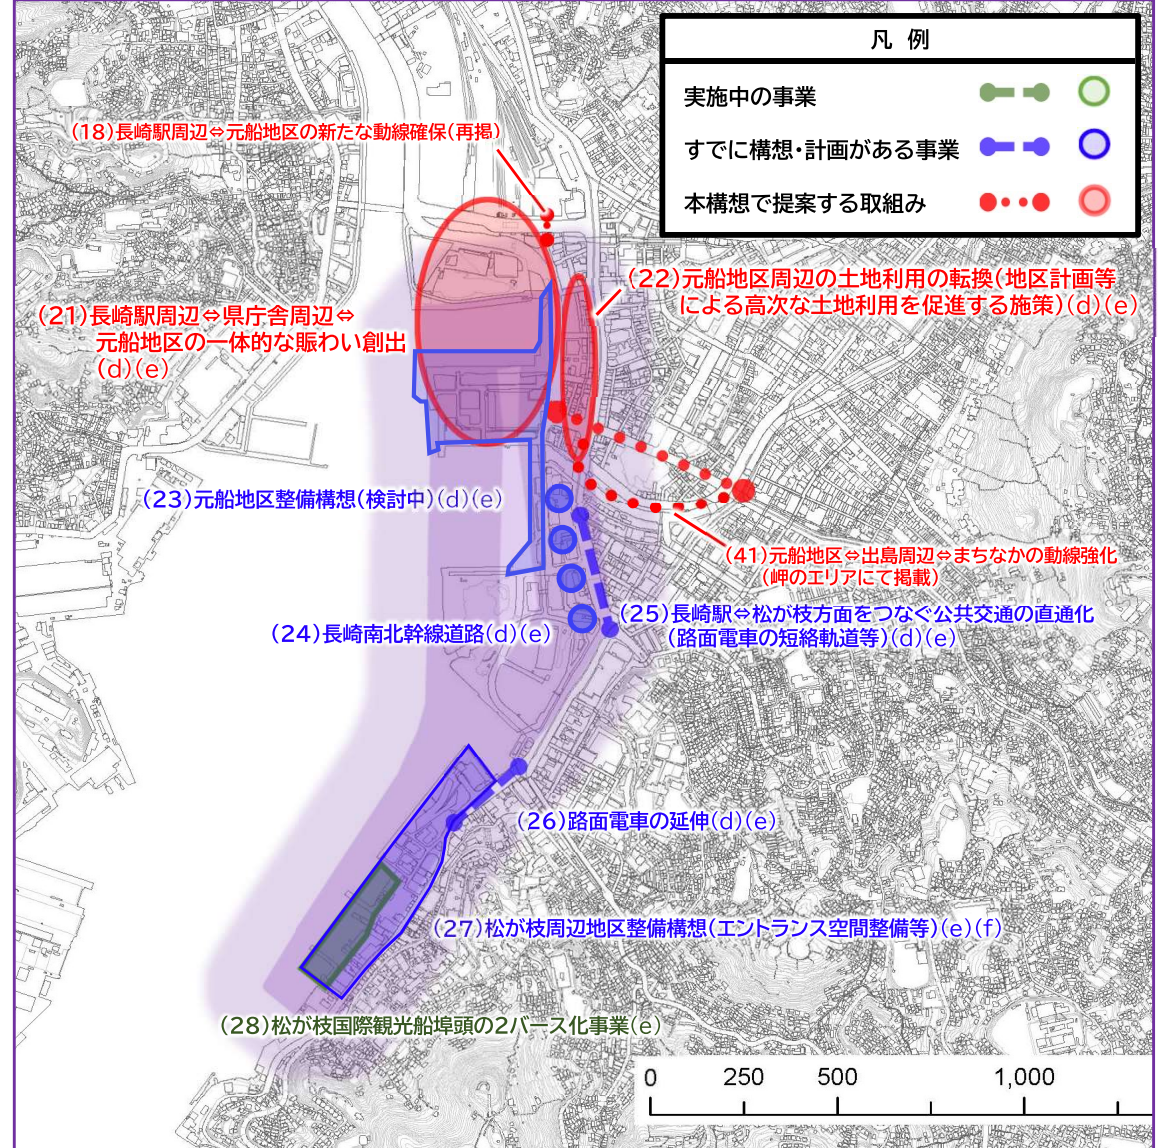 凡 例
実施中の事業
すでに構想・計画がある事業
本構想で提案する取組み
(18)長崎駅周辺⇔元船地区の新たな動線確保(再掲)
(22)元船地区周辺の土地利用の転換(地区計画等
による高次な土地利用を促進する施策)(d)(e)
(21)長崎駅周辺⇔県庁舎周辺⇔
元船地区の一体的な賑わい創出
(d)(e)
(23)元船地区整備構想(検討中)(d)(e)
(41)元船地区⇔出島周辺⇔まちなかの動線強化
(岬のエリアにて掲載)
(24)長崎南北幹線道路(d)(e)
(25)長崎駅⇔松が枝方面をつなぐ公共交通の直通化
(路面電車の短絡軌道等)(d)(e)
(26)路面電車の延伸(d)(e)
(27)松が枝周辺地区整備構想(エントランス空間整備等)(e)(f)
(28)松が枝国際観光船埠頭の2バース化事業(e)
0 250 500 1,000